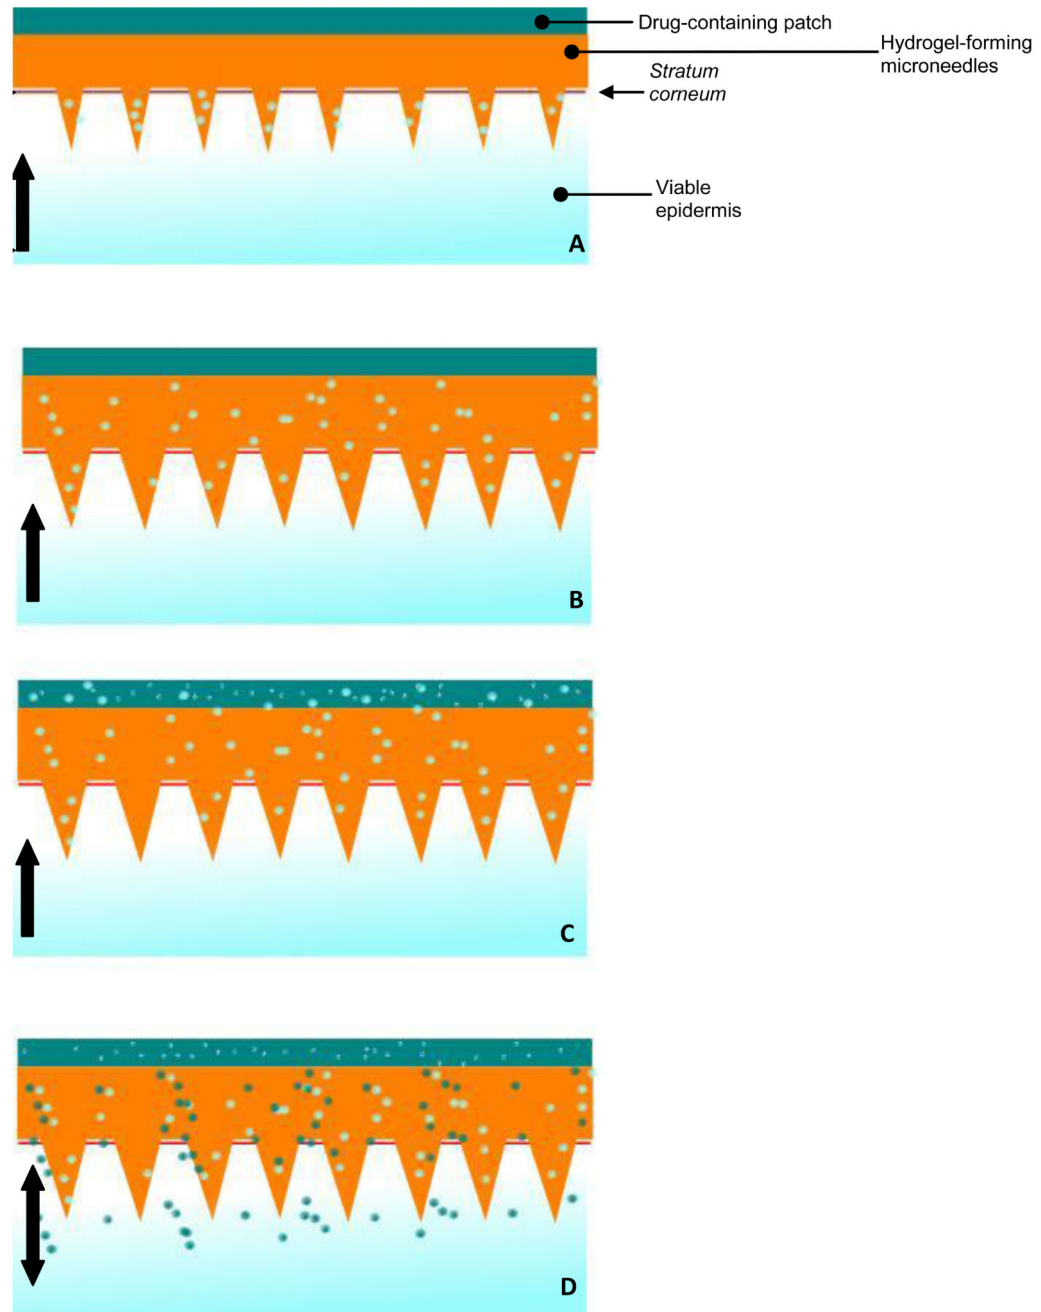 Drug-containing patch
Hydrogel-forming
microneedles
Stratum
corneum
Viable
epidermis
A
B
C
D